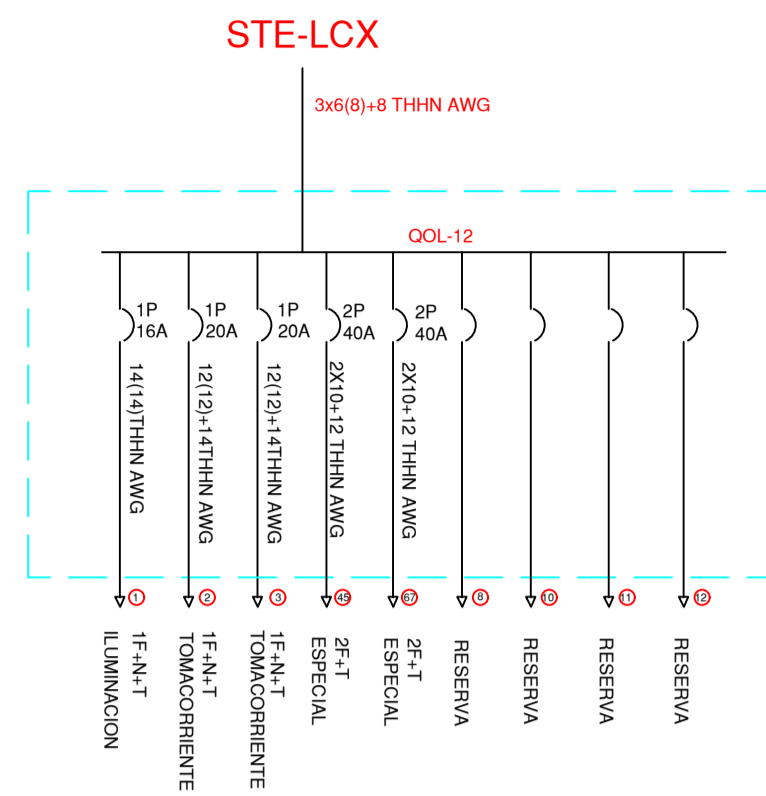 STE-LCX
3x6(8)+8 THHN AWG
QOL-12
1P
16A
1P
20A
1P
20A
2P
40A
2P
40A
14(14)THHN AWG
12(12)+14THHN AWG
12(12)+14THHN AWG
2X10+12 THHN AWG
2X10+12 THHN AWG
1
2
3
45
67
8
10
11
12
1F+N+T
ILUMINACION
1F+N+T
TOMACORRIENTE
1F+N+T
TOMACORRIENTE
2F+T
ESPECIAL
2F+T
ESPECIAL
RESERVA
RESERVA
RESERVA
RESERVA